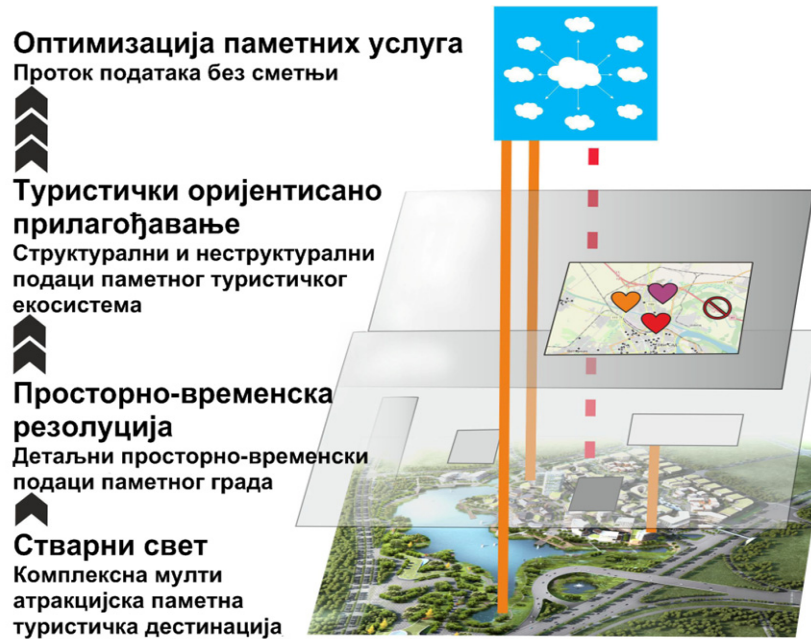 Оптимизација паметних услуга
Проток података без сметњи
Туристички оријентисано
прилагођавање
Структурални и неструктурални
подаци паметног туристичког
екосистема
Просторно-временска
резолуција
Детаљни просторно-временски
подаци паметног града
Стварни свет
Комплексна мулти
атракцијска паметна
туристичка дестинација